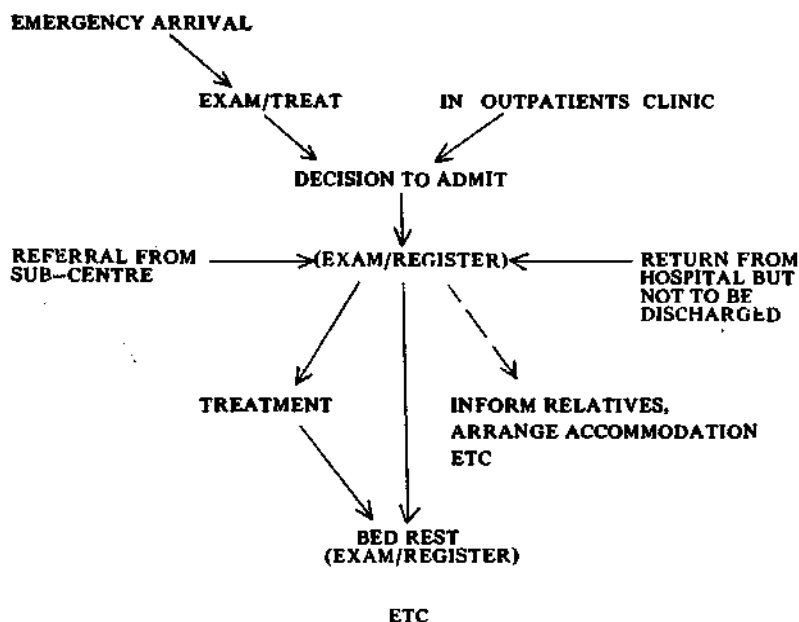 EMERGENCY ARRIVAL
EXAM/TREAT
IN OUTPATIENTS CLINIC
DECISION TO ADMIT
REFERRAL FROM
SUB-CENTRE
(EXAM/REGISTER)
RETURN FROM
HOSPITAL BUT
NOT TO BE
DISCHARGED
TREATMENT
INFORM RELATIVES,
ARRANGE ACCOMMODATION
ETC
BED REST
(EXAM/REGISTER)
ETC